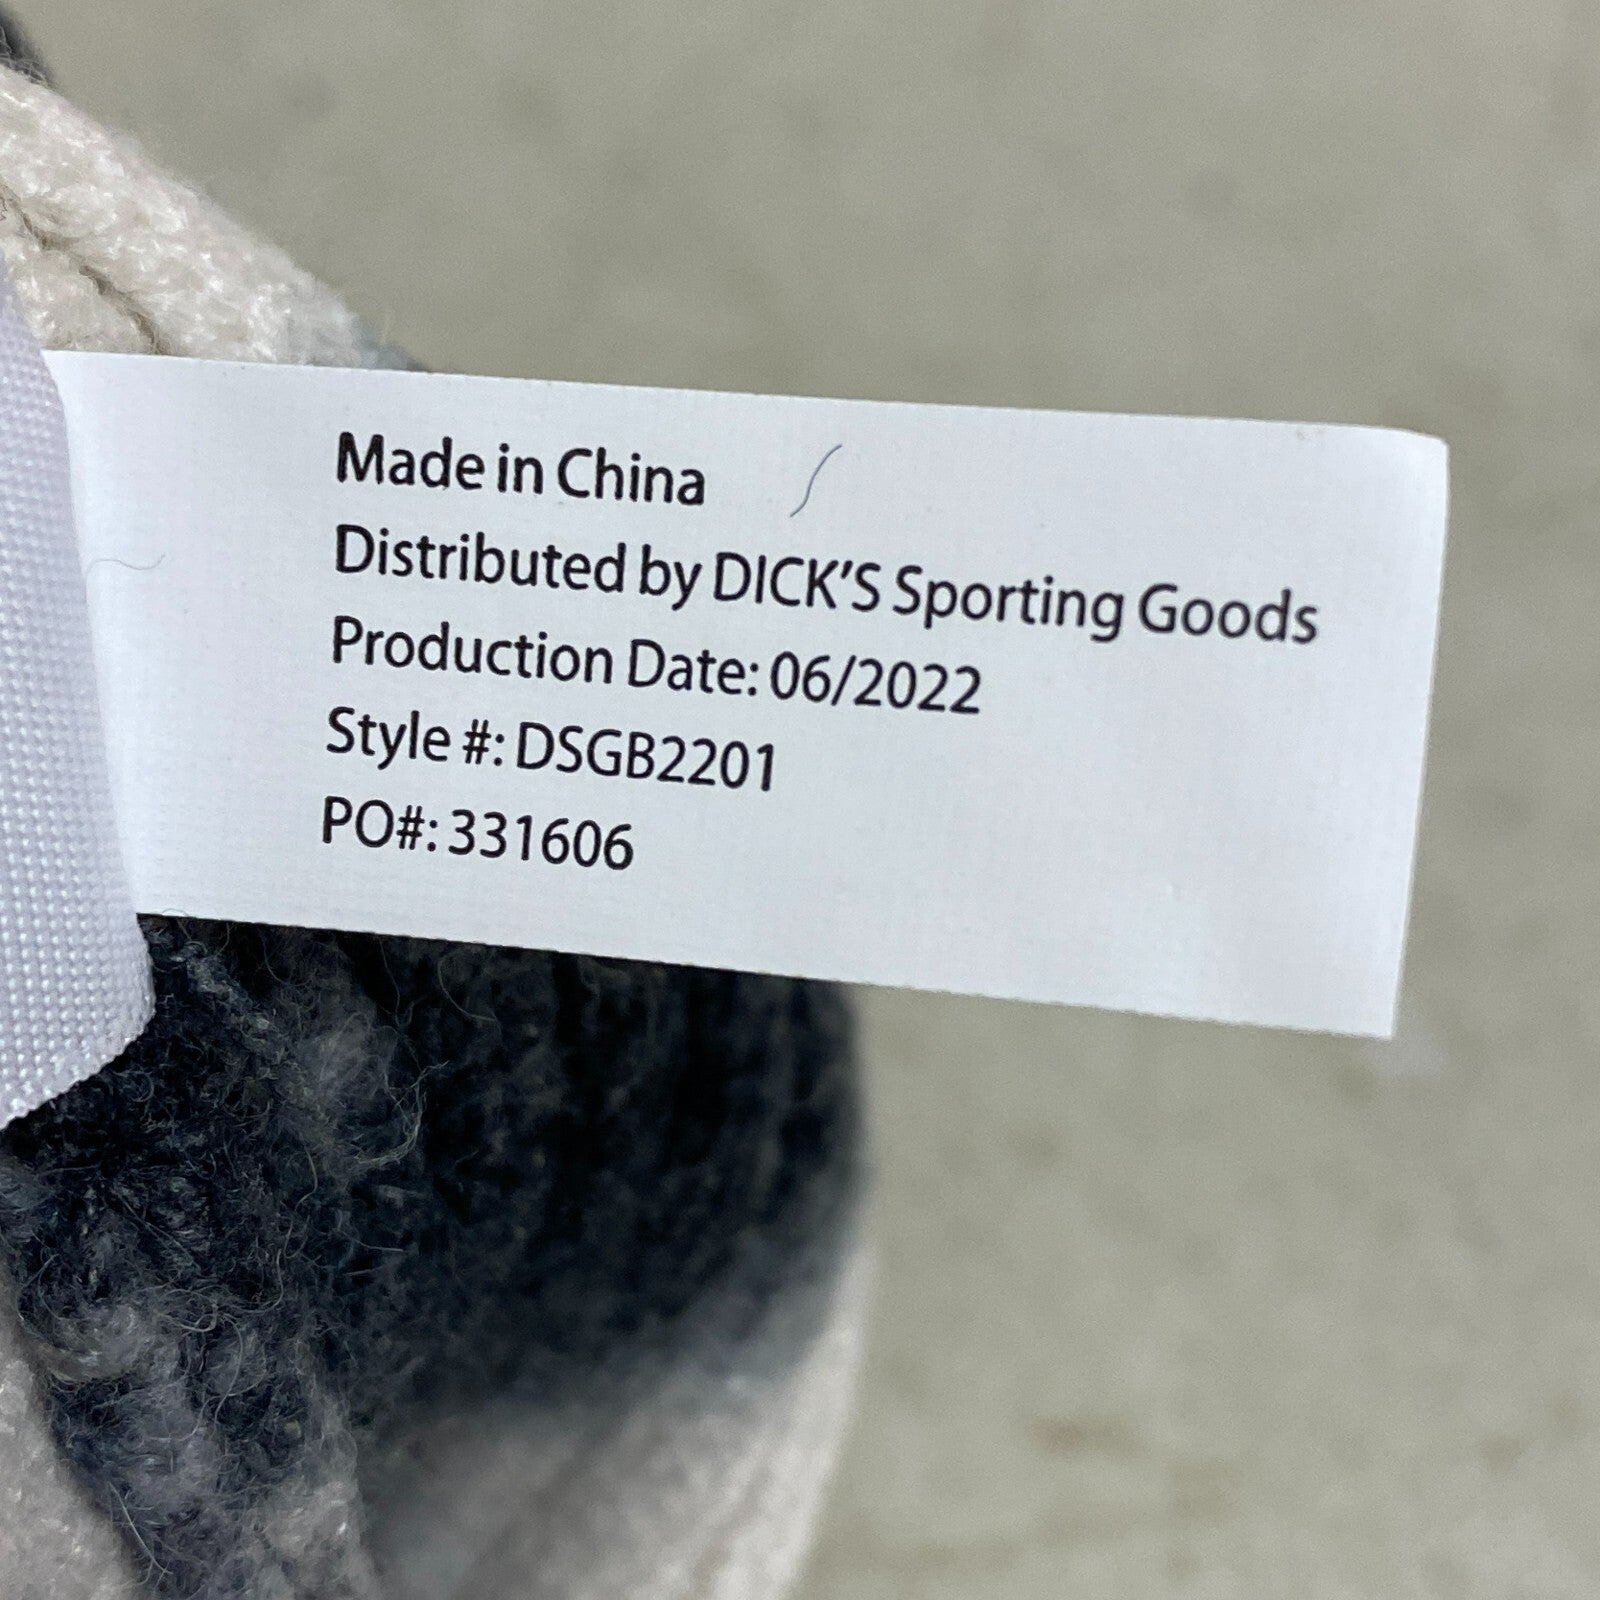 Made in China
Distributed by DICK'S Sporting Goods
Production Date: 06/2022
Style #: DSGB2201
PO#: 331606